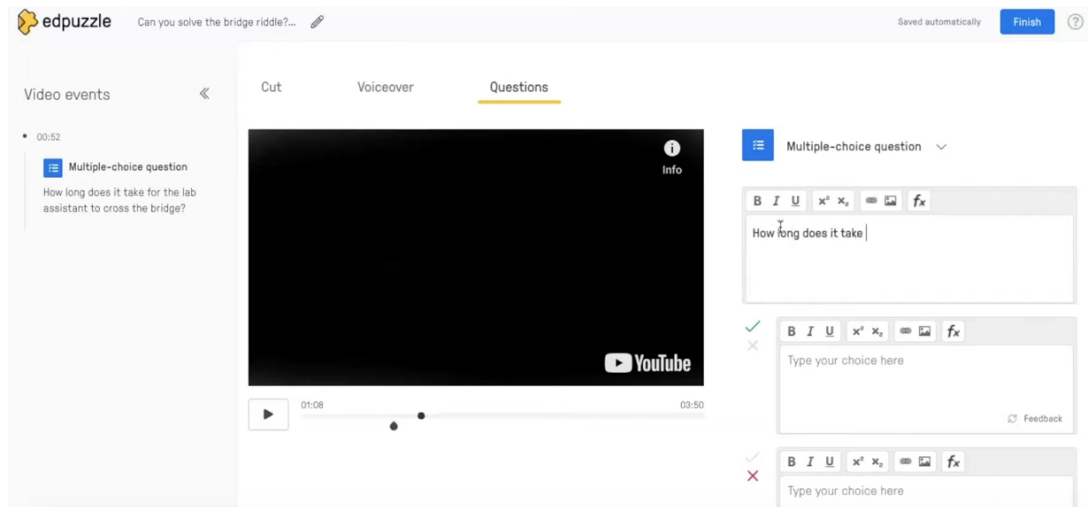 edpuzzle
Can you solve the bridge riddle?...
Saved automatically
Finish
?
Video events
«
Cut
Voiceover
Questions
00:52
Multiple-choice question
How long does it take for the lab
assistant to cross the bridge?
i
Info
YouTube
01:08
03:50
Multiple-choice question
B I U x² x₂ fx
How long does it take
B I U x² x₂ fx
Type your choice here
Feedback
B I U x² x₂ fx
Type your choice here